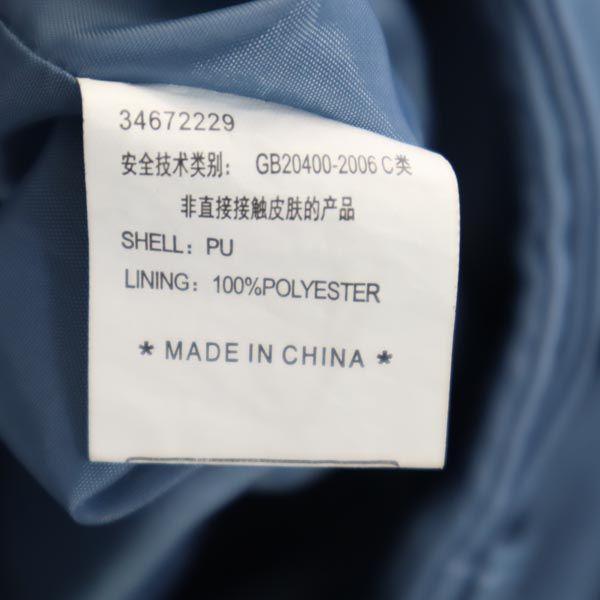 34672229
安全技术类别: GB20400-2006 C类
非直接接触皮肤的产品
SHELL: PU
LINING: 100%POLYESTER
* MADE IN CHINA *